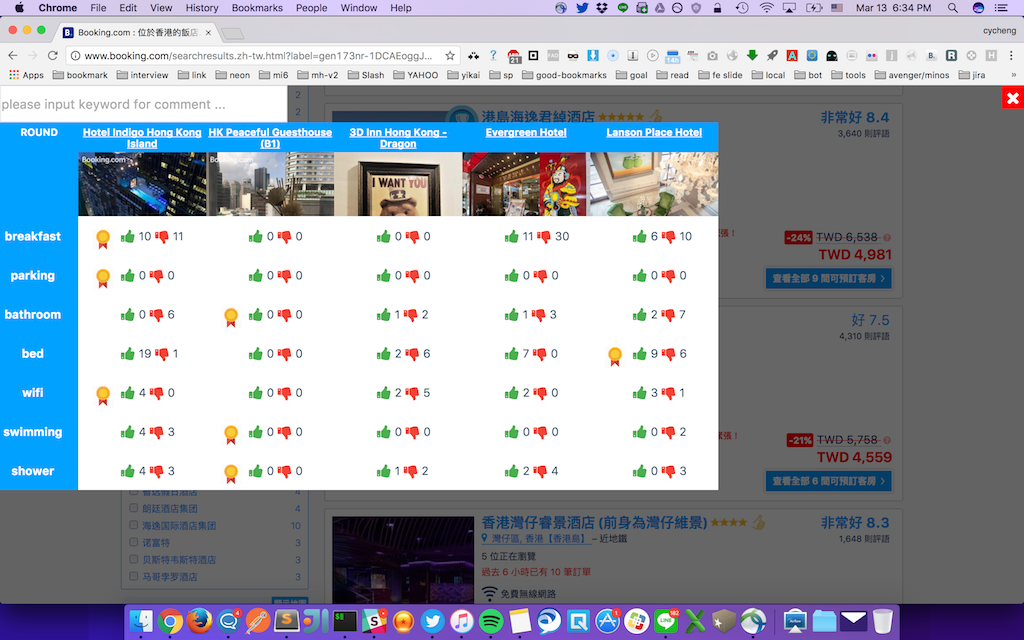 Chrome File Edit View History Bookmarks People Window Help Mar 13 6:34 PM
Booking.com : 位於香港的飯店 cycheng
www.booking.com/searchresults.zh-tw.html?label=gen173nr-1DCAEoggJ... 21
Apps bookmark interview link neon mi6 mh-v2 Slash YAHOO yikai sp good-bookmarks goal read fe slide local bot tools avenger/minos jira »
please input keyword for comment ...
2
2
港島海逸君綽酒店
非常好 8.4
3,640 則評語
ROUND Hotel Indigo Hong Kong Island HK Peaceful Guesthouse (B1) 3D Inn Hong Kong - Dragon Evergreen Hotel Lanson Place Hotel
Booking.com Booking.com
I WANT YOU
breakfast 10 11 0 0 0 0 11 30 6 10
parking 0 0 0 0 0 0 0 0 0 0
bathroom 0 6 0 0 1 2 1 3 2 7
bed 19 1 0 0 2 6 7 0 9 6
wifi 4 0 0 0 2 5 2 0 3 1
swimming 4 3 0 0 0 0 0 0 0 2
shower 4 3 0 0 1 2 2 4 0 3
-24% TWD 6,538
TWD 4,981
查看全部 9 間可預訂客房
好 7.5
4,310 則評語
-21% TWD 5,758
TWD 4,559
查看全部 6 間可預訂客房
4
朗廷酒店集团 4
海逸国际酒店集团 10
诺富特 3
贝斯特韦斯特酒店 3
马哥孛罗酒店 3
香港灣仔睿景酒店 (前身為灣仔維景)
非常好 8.3
1,648 則評語
灣仔區, 香港【香港島】 – 近地鐵
5 位正在瀏覽
過去 6 小時已有 10 筆訂單
免費無線網路